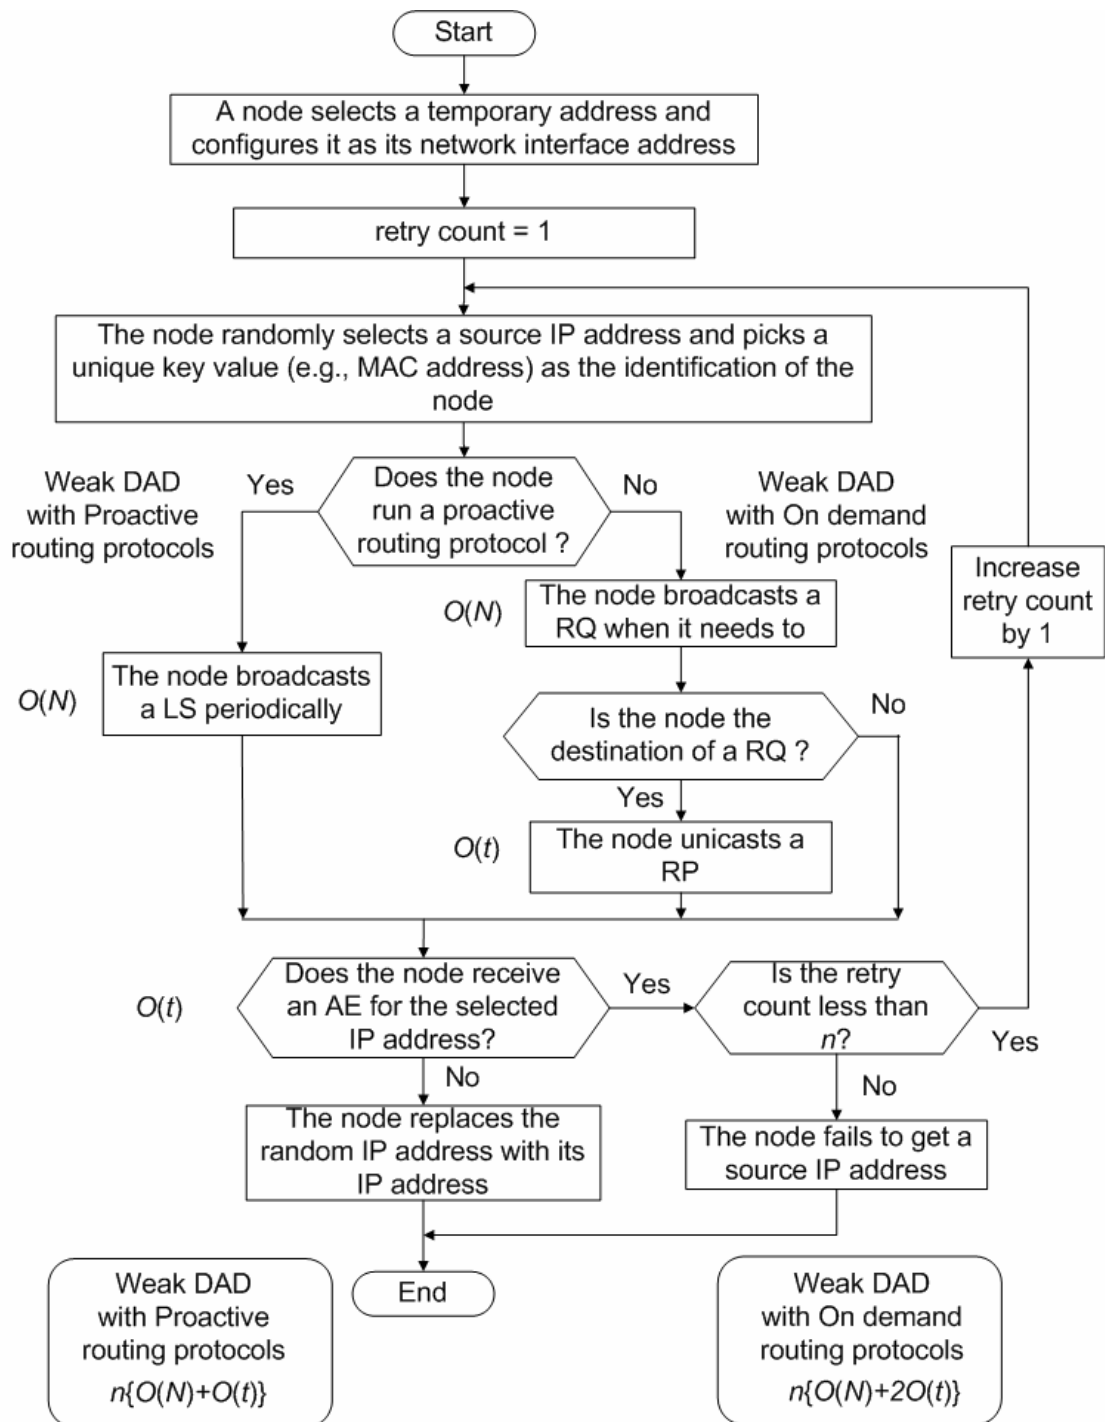 Start
A node selects a temporary address and
configures it as its network interface address
retry count = 1
The node randomly selects a source IP address and picks a
unique key value (e.g., MAC address) as the identification of the
node
Weak DAD
with Proactive
routing protocols
Yes
Does the node
run a proactive
routing protocol ?
No
Weak DAD
with On demand
routing protocols
Increase
retry count
by 1
O(N)
The node broadcasts a
RQ when it needs to
O(N)
The node broadcasts
a LS periodically
Is the node the
destination of a RQ ?
No
Yes
O(t)
The node unicasts a
RP
O(t)
Does the node receive
an AE for the selected
IP address?
Yes
Is the retry
count less than
n?
Yes
No
No
The node replaces the
random IP address with its
IP address
The node fails to get a
source IP address
End
Weak DAD
with Proactive
routing protocols
n{O(N)+O(t)}
Weak DAD
with On demand
routing protocols
n{O(N)+2O(t)}